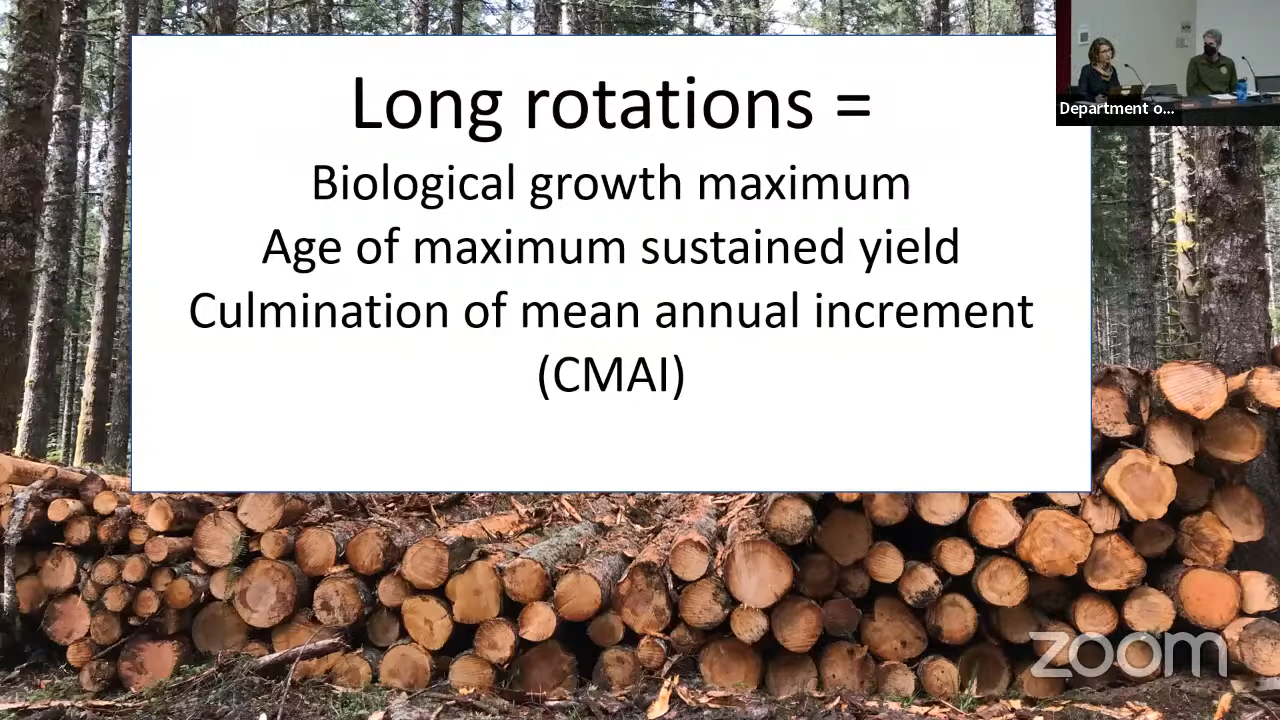 Long rotations =
Biological growth maximum
Age of maximum sustained yield
Culmination of mean annual increment
(CMAI)
Department o...
zoom